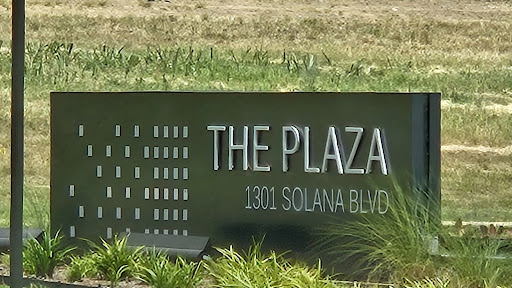 THE PLAZA
1301 SOLANA BLVD